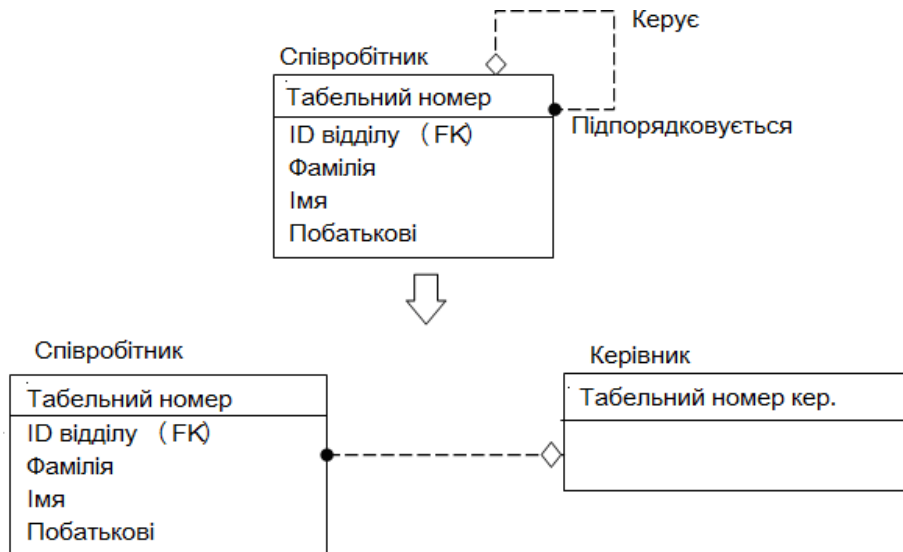 Керує
Співробітник
Табельний номер
Підпорядковується
ID відділу (FK)
Фамілія
Імя
Побатькові
Співробітник
Табельний номер
ID відділу (FK)
Фамілія
Імя
Побатькові
Керівник
Табельний номер кер.